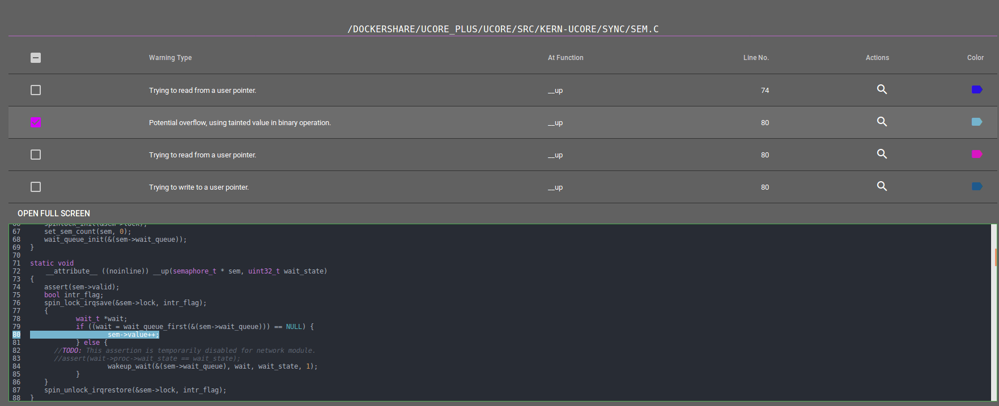 /DOCKERSHARE/UCORE_PLUS/UCORE/SRC/KERN-UCORE/SYNC/SEM.C
Warning Type At Function Line No. Actions Color
Trying to read from a user pointer. __up 74
Potential overflow, using tainted value in binary operation. __up 80
Trying to read from a user pointer. __up 80
Trying to write to a user pointer. __up 80
OPEN FULL SCREEN
66 spinlock_init(&sem->lock);
67 set_sem_count(sem, 0);
68 wait_queue_init(&(sem->wait_queue));
69 }
70
71 static void
72 __attribute__ ((noinline)) __up(semaphore_t * sem, uint32_t wait_state)
73 {
74 assert(sem->valid);
75 bool intr_flag;
76 spin_lock_irqsave(&sem->lock, intr_flag);
77 {
78 wait_t *wait;
79 if ((wait = wait_queue_first(&(sem->wait_queue))) == NULL) {
80 sem->value++;
81 } else {
82 //TODO: This assertion is temporarily disabled for network module.
83 //assert(wait->proc->wait_state == wait_state);
84 wakeup_wait(&(sem->wait_queue), wait, wait_state, 1);
85 }
86 }
87 spin_unlock_irqrestore(&sem->lock, intr_flag);
88 }